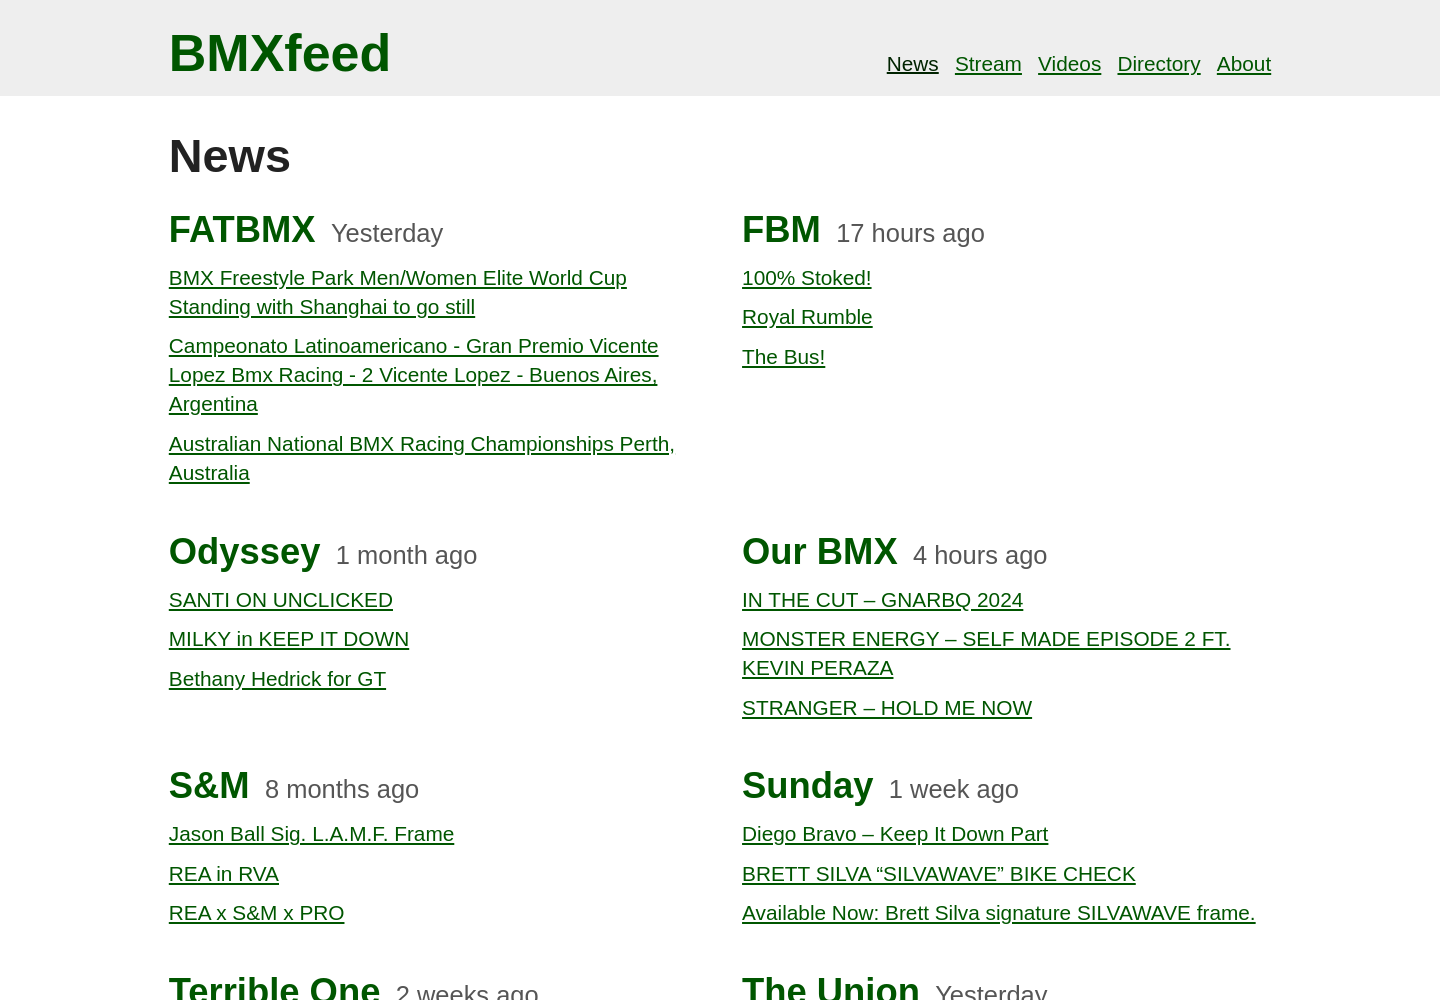 BMXfeed
News Stream Videos Directory About
News
FATBMX Yesterday
BMX Freestyle Park Men/Women Elite World Cup
Standing with Shanghai to go still
Campeonato Latinoamericano - Gran Premio Vicente
Lopez Bmx Racing - 2 Vicente Lopez - Buenos Aires,
Argentina
Australian National BMX Racing Championships Perth,
Australia
FBM 17 hours ago
100% Stoked!
Royal Rumble
The Bus!
Odyssey 1 month ago
SANTI ON UNCLICKED
MILKY in KEEP IT DOWN
Bethany Hedrick for GT
Our BMX 4 hours ago
IN THE CUT – GNARBQ 2024
MONSTER ENERGY – SELF MADE EPISODE 2 FT.
KEVIN PERAZA
STRANGER – HOLD ME NOW
S&M 8 months ago
Jason Ball Sig. L.A.M.F. Frame
REA in RVA
REA x S&M x PRO
Sunday 1 week ago
Diego Bravo – Keep It Down Part
BRETT SILVA “SILVAWAVE” BIKE CHECK
Available Now: Brett Silva signature SILVAWAVE frame.
Terrible One 2 weeks ago
The Union Yesterday